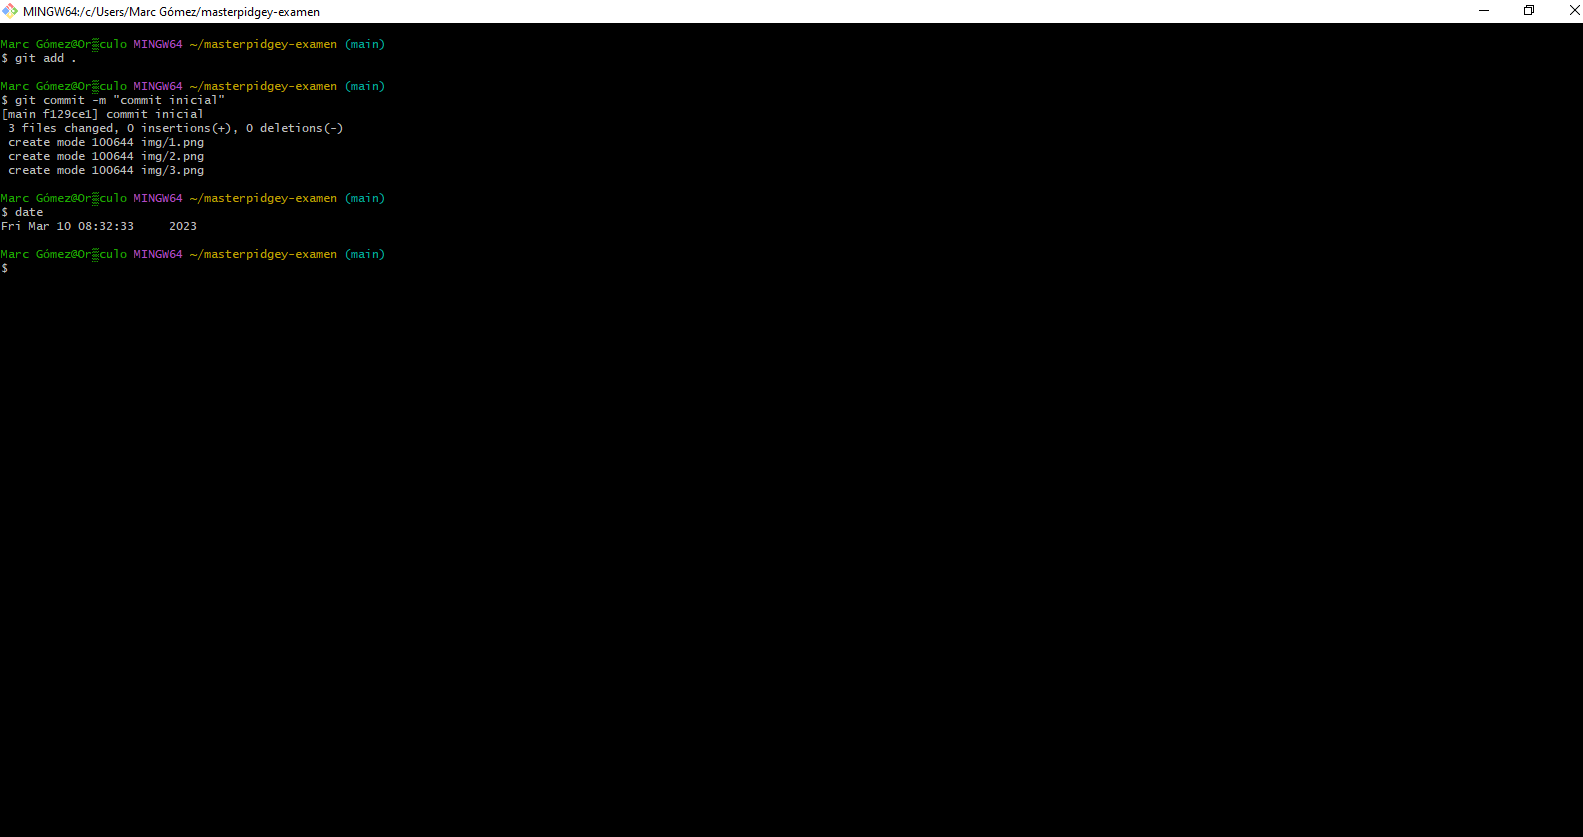 MINGW64:/c/Users/Marc Gómez/masterpidgey-examen
Marc Gómez@Or▒culo MINGW64 ~/masterpidgey-examen (main)
$ git add .
Marc Gómez@Or▒culo MINGW64 ~/masterpidgey-examen (main)
$ git commit -m "commit inicial"
[main f129ce1] commit inicial
 3 files changed, 0 insertions(+), 0 deletions(-)
 create mode 100644 img/1.png
 create mode 100644 img/2.png
 create mode 100644 img/3.png
Marc Gómez@Or▒culo MINGW64 ~/masterpidgey-examen (main)
$ date
Fri Mar 10 08:32:33     2023
Marc Gómez@Or▒culo MINGW64 ~/masterpidgey-examen (main)
$